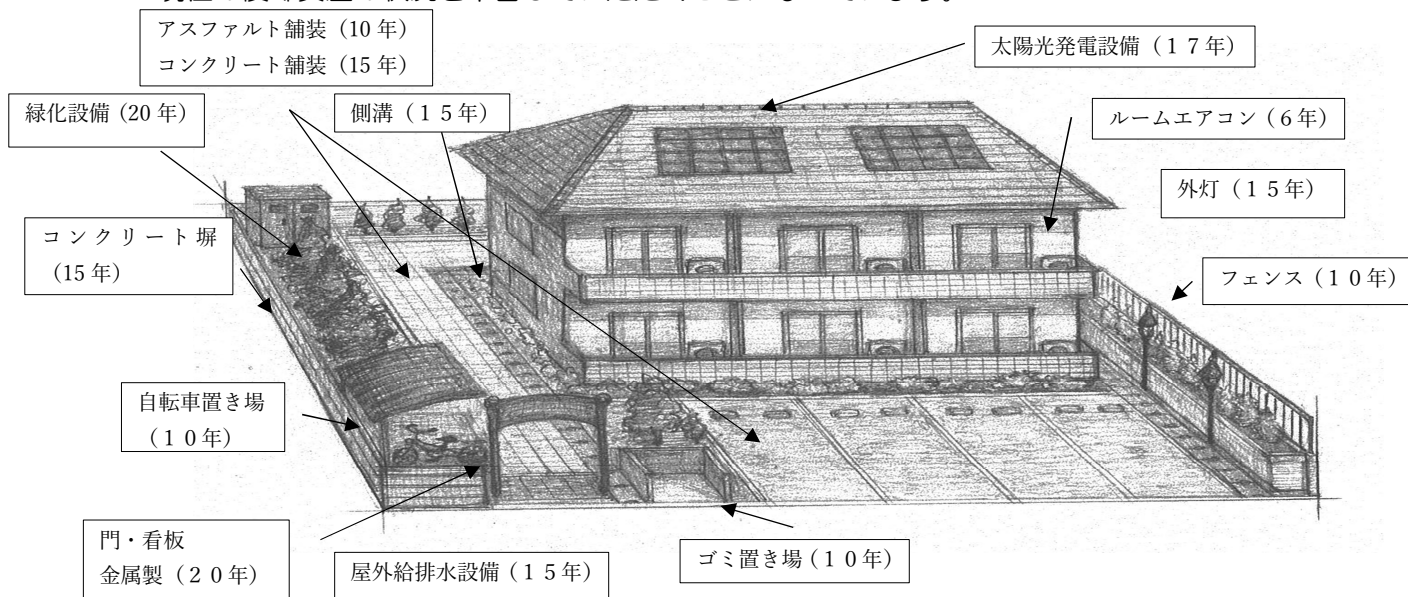 アスファルト舗装（10年）
コンクリート舗装（15年）
太陽光発電設備（１７年）
緑化設備（20年）
側溝（１５年）
ルームエアコン（６年）
外灯（１５年）
コンクリート塀
（15年）
フェンス（１０年）
自転車置き場
（１０年）
門・看板
金属製（２０年）
屋外給排水設備（１５年）
ゴミ置き場（１０年）